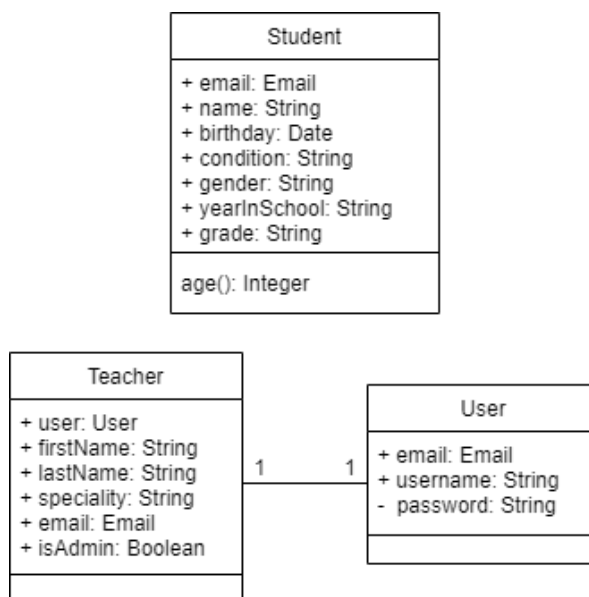 Student
+ email: Email
+ name: String
+ birthday: Date
+ condition: String
+ gender: String
+ yearInSchool: String
+ grade: String
age(): Integer
Teacher
+ user: User
+ firstName: String
+ lastName: String
+ speciality: String
+ email: Email
+ isAdmin: Boolean
1
1
User
+ email: Email
+ username: String
- password: String